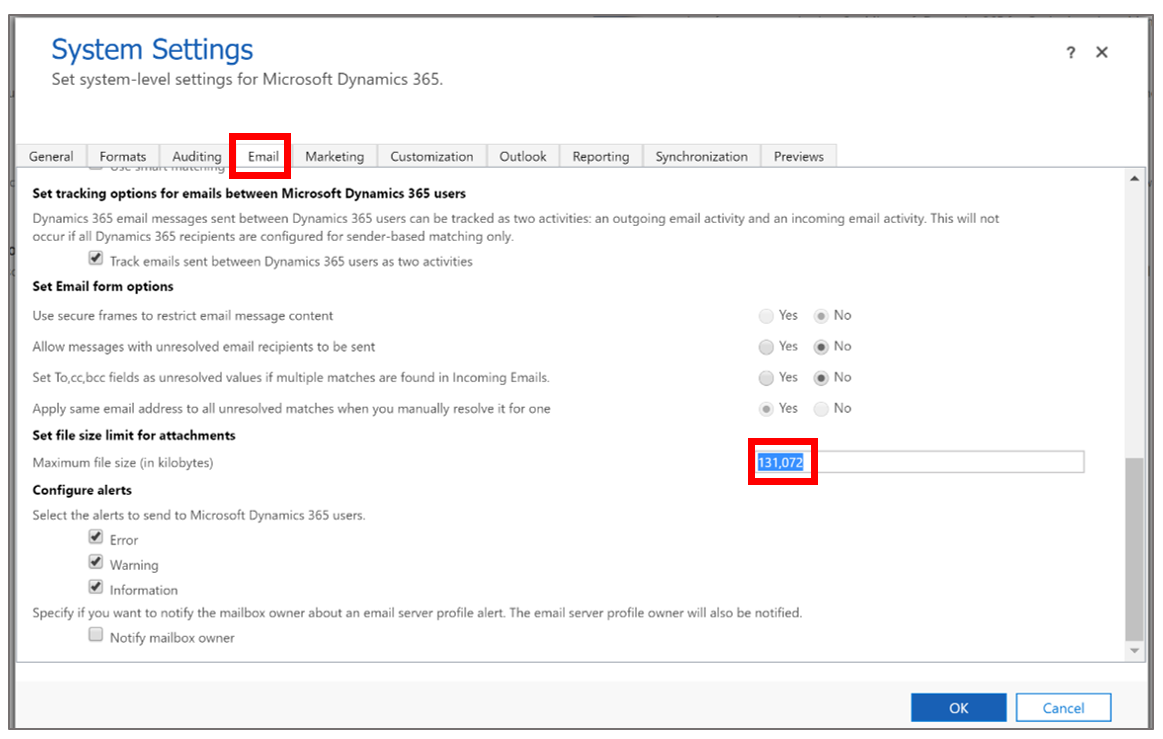 System Settings
Set system-level settings for Microsoft Dynamics 365.
? ×
General Formats Auditing Email Marketing Customization Outlook Reporting Synchronization Previews
Use smart matching
Set tracking options for emails between Microsoft Dynamics 365 users
Dynamics 365 email messages sent between Dynamics 365 users can be tracked as two activities: an outgoing email activity and an incoming email activity. This will not
occur if all Dynamics 365 recipients are configured for sender-based matching only.
Track emails sent between Dynamics 365 users as two activities
Set Email form options
Use secure frames to restrict email message content Yes No
Allow messages with unresolved email recipients to be sent Yes No
Set To,cc,bcc fields as unresolved values if multiple matches are found in Incoming Emails. Yes No
Apply same email address to all unresolved matches when you manually resolve it for one Yes No
Set file size limit for attachments
Maximum file size (in kilobytes) 131,072
Configure alerts
Select the alerts to send to Microsoft Dynamics 365 users.
Error
Warning
Information
Specify if you want to notify the mailbox owner about an email server profile alert. The email server profile owner will also be notified.
Notify mailbox owner
OK Cancel